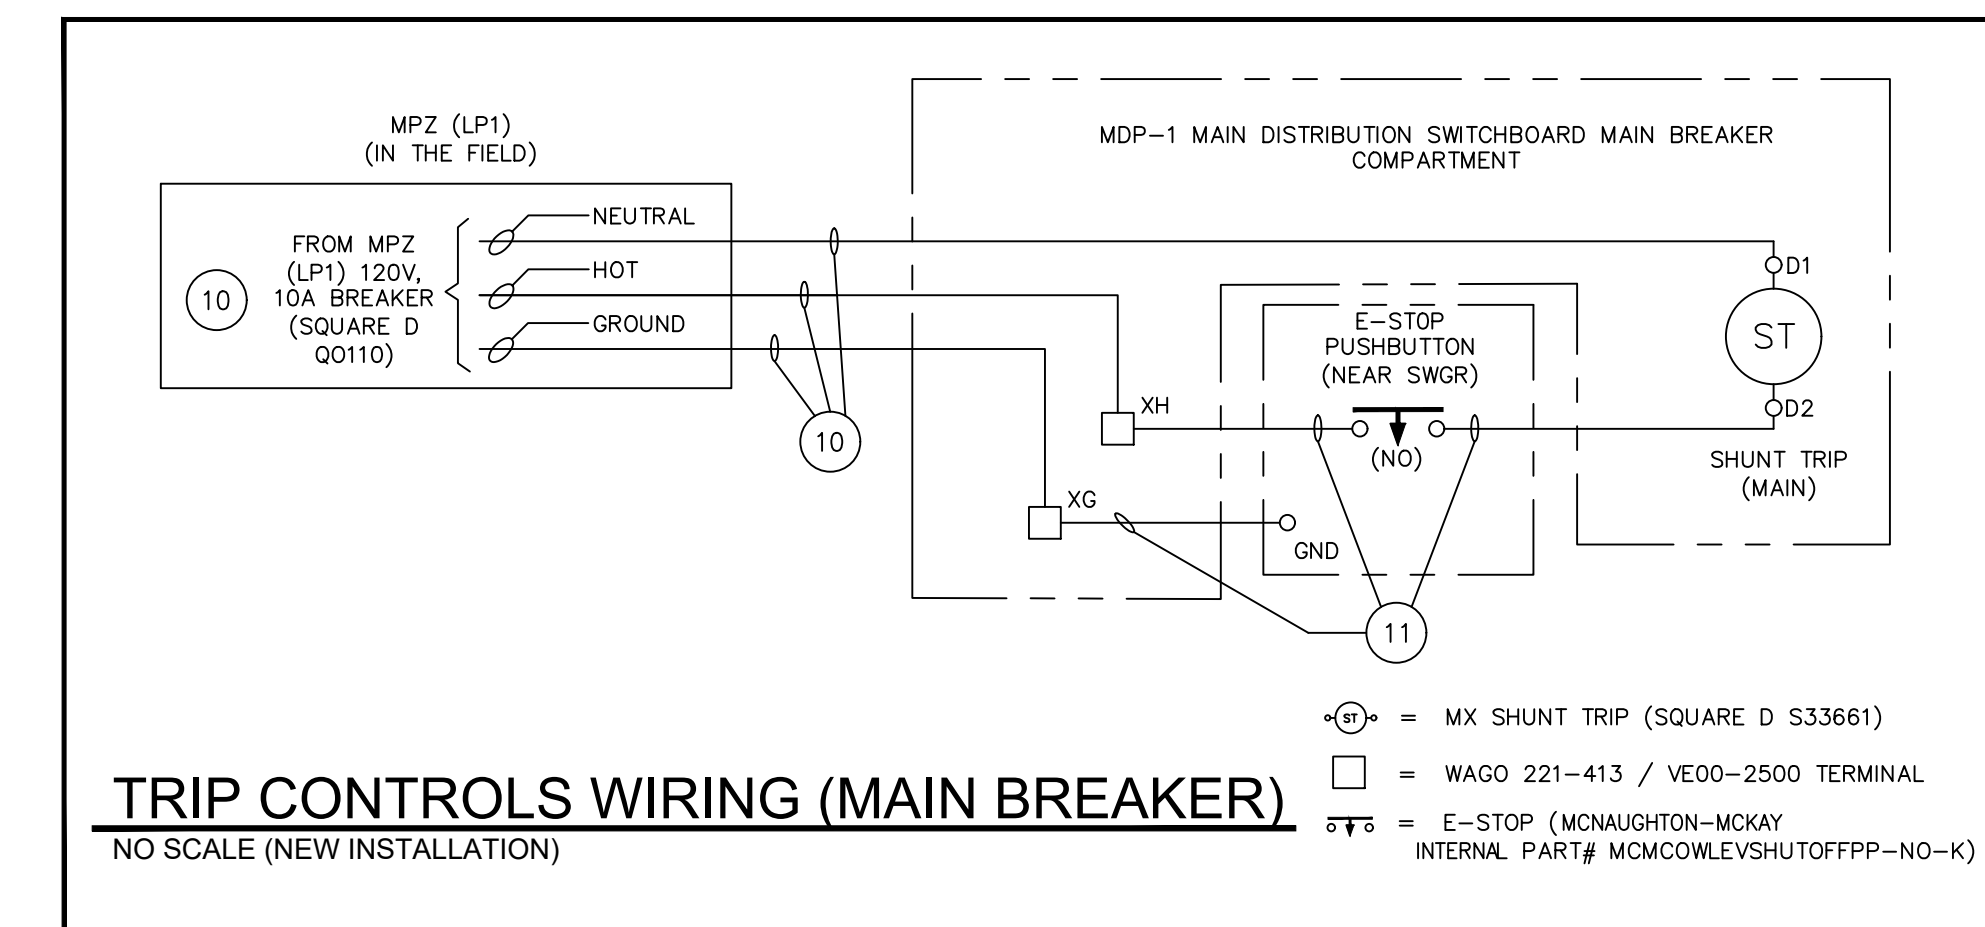 MPZ (LP1)
(IN THE FIELD)
MDP-1 MAIN DISTRIBUTION SWITCHBOARD MAIN BREAKER
COMPARTMENT
10
FROM MPZ
(LP1) 120V,
10A BREAKER
(SQUARE D
QO110)
NEUTRAL
HOT
GROUND
10
XH
XG
E-STOP
PUSHBUTTON
(NEAR SWGR)
(NO)
GND
11
D1
ST
D2
SHUNT TRIP
(MAIN)
ST = MX SHUNT TRIP (SQUARE D S33661)
= WAGO 221-413 / VE00-2500 TERMINAL
= E-STOP (MCNAUGHTON-MCKAY
INTERNAL PART# MCMCOWLEVSHUTOFFPP-NO-K)
TRIP CONTROLS WIRING (MAIN BREAKER)
NO SCALE (NEW INSTALLATION)